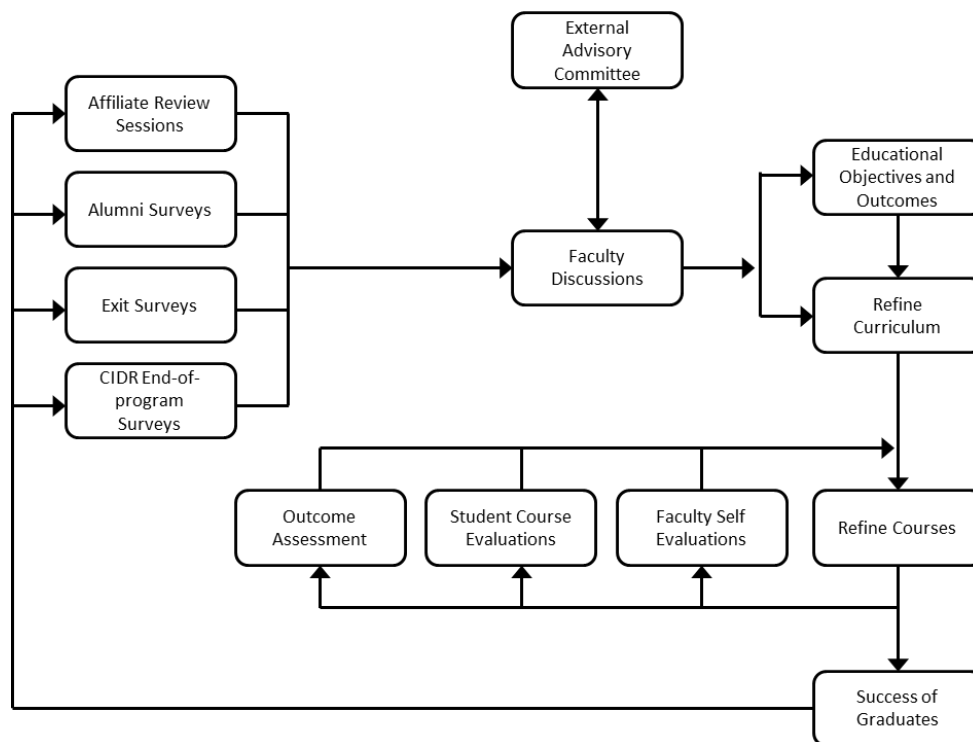 External
Advisory
Committee
Affiliate Review
Sessions
Alumni Surveys
Exit Surveys
CIDR End-of-
program
Surveys
Faculty
Discussions
Educational
Objectives and
Outcomes
Refine
Curriculum
Outcome
Assessment
Student Course
Evaluations
Faculty Self
Evaluations
Refine Courses
Success of
Graduates